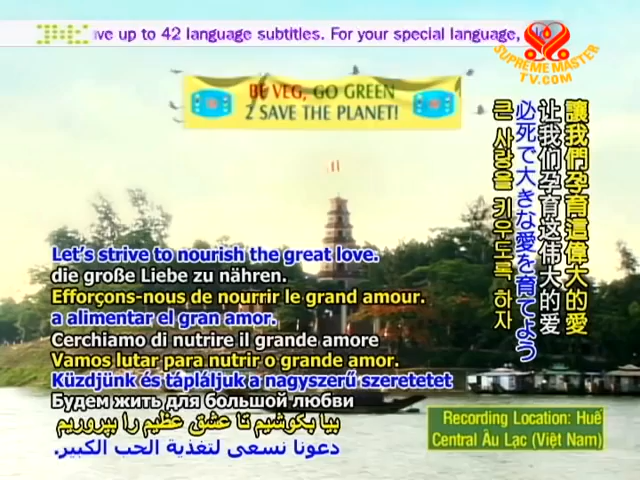 ve up to 42 language subtitles. For your special language,
SUPREME MASTER
TV.COM
BE VEG, GO GREEN
2 SAVE THE PLANET!
讓我們孕育這偉大的愛
让我们孕育这伟大的爱
必死で大きな愛を育てよう
큰 사랑을 키우도록 하자
Let's strive to nourish the great love.
die große Liebe zu nähren.
Efforçons-nous de nourrir le grand amour.
a alimentar el gran amor.
Cerchiamo di nutrire il grande amore
Vamos lutar para nutrir o grande amor.
Küzdjünk és tápláljuk a nagyszerű szeretetet
Будем жить для большой любви
بیا بکوشیم تا عشق عظیم را بپروریم
دعونا نسعى لتغذية الحب الكبير.
Recording Location: Huế
Central Âu Lạc (Việt Nam)